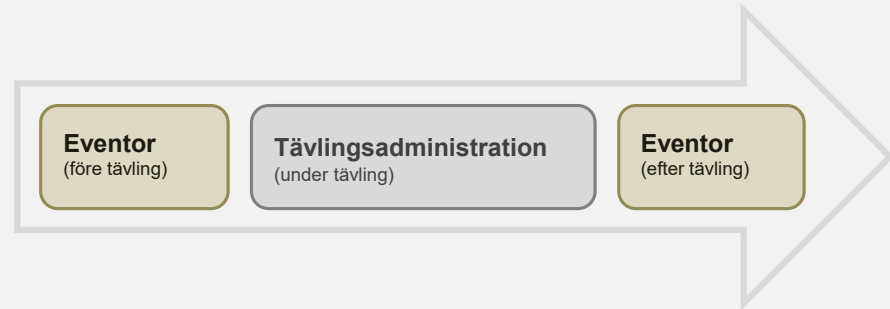 Eventor
(före tävling)
Tävlingsadministration
(under tävling)
Eventor
(efter tävling)